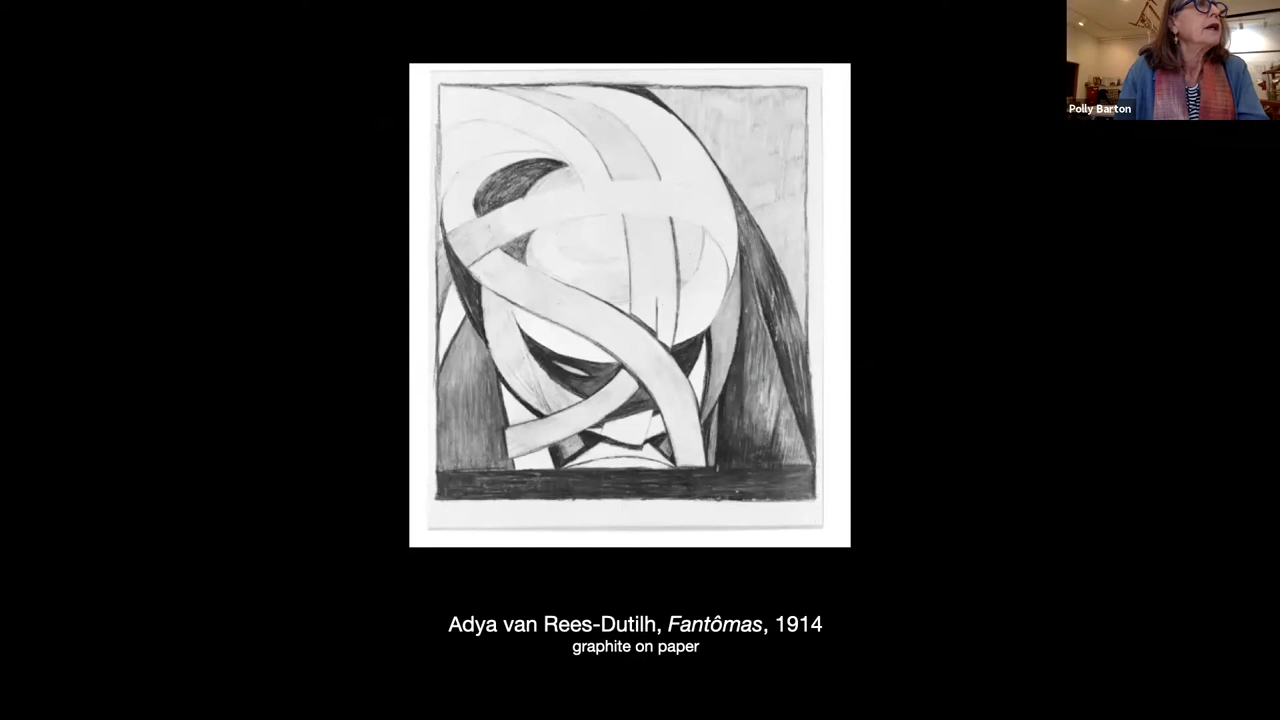 Polly Barton
Adya van Rees-Dutilh, Fantômas, 1914
graphite on paper